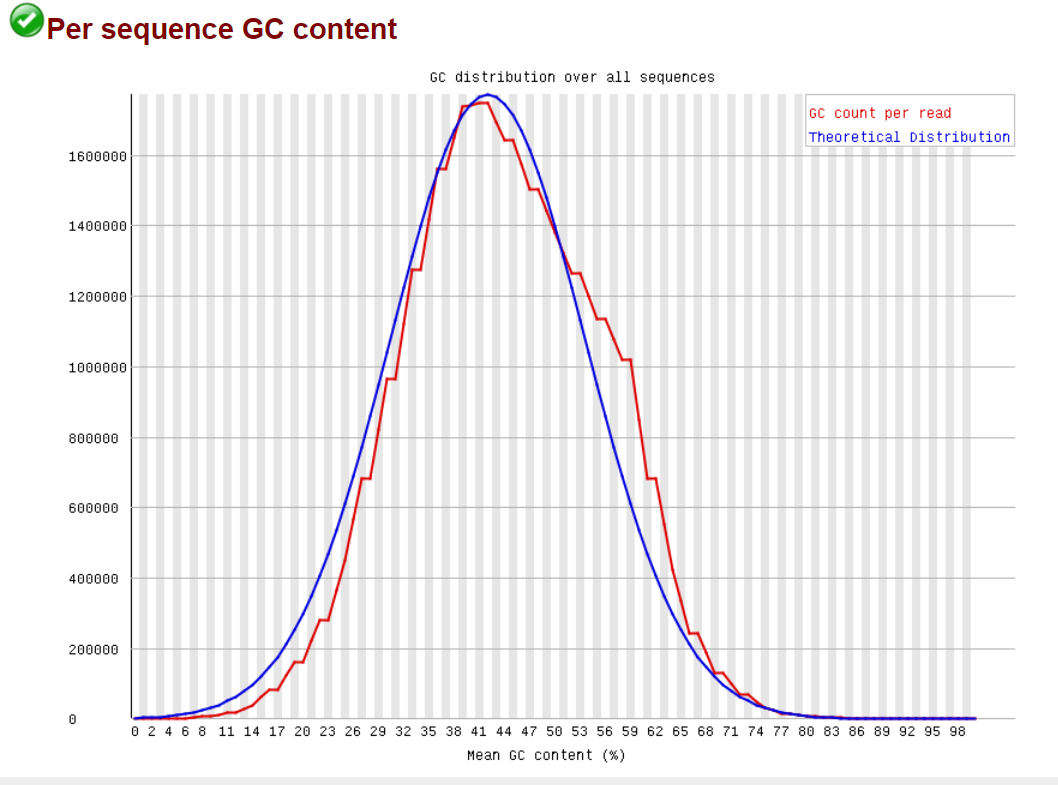 Per sequence GC content
GC distribution over all sequences
GC count per read
Theoretical Distribution
1600000
1400000
1200000
1000000
800000
600000
400000
200000
0
0 2 4 6 8 11 14 17 20 23 26 29 32 35 38 41 44 47 50 53 56 59 62 65 68 71 74 77 80 83 86 89 92 95 98
Mean GC content (%)